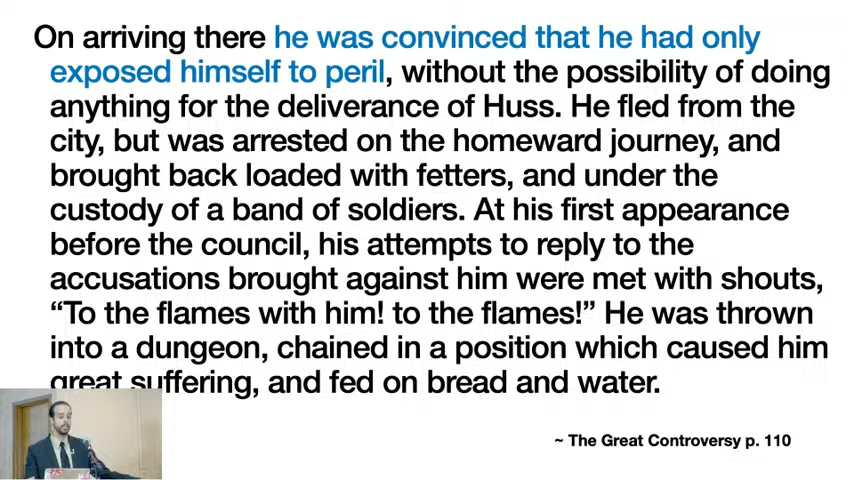 On arriving there he was convinced that he had only
exposed himself to peril, without the possibility of doing
anything for the deliverance of Huss. He fled from the
city, but was arrested on the homeward journey, and
brought back loaded with fetters, and under the
custody of a band of soldiers. At his first appearance
before the council, his attempts to reply to the
accusations brought against him were met with shouts,
“To the flames with him! to the flames!” He was thrown
into a dungeon, chained in a position which caused him
great suffering, and fed on bread and water.
~ The Great Controversy p. 110